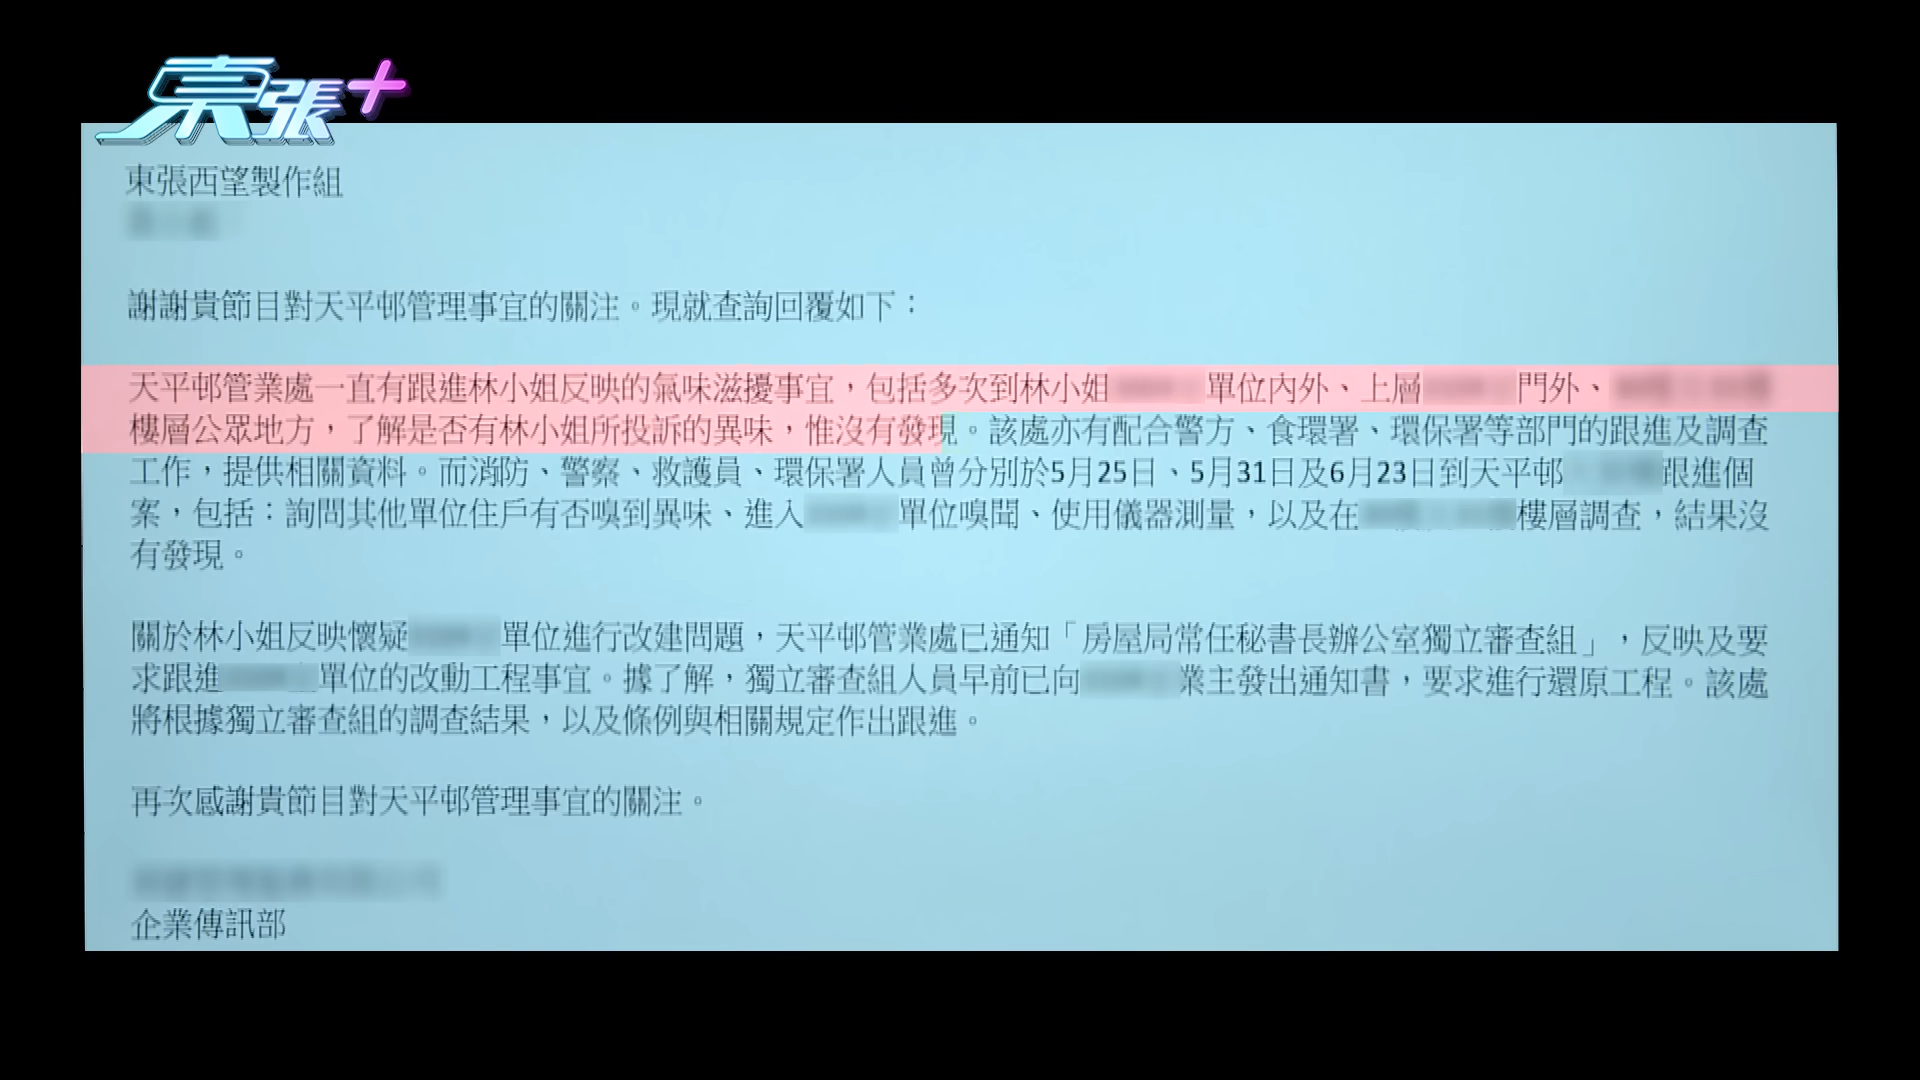 東張+
東張西望製作組
謝謝貴節目對天平邨管理事宜的關注。現就查詢回覆如下：
天平邨管業處一直有跟進林小姐反映的氣味滋擾事宜，包括多次到林小姐 單位內外、上層 門外、
樓層公眾地方，了解是否有林小姐所投訴的異味，惟沒有發現。該處亦有配合警方、食環署、環保署等部門的跟進及調查
工作，提供相關資料。而消防、警察、救護員、環保署人員曾分別於5月25日、5月31日及6月23日到天平邨 跟進個
案，包括：詢問其他單位住戶有否嗅到異味、進入 單位嗅聞、使用儀器測量，以及在 樓層調查，結果沒
有發現。
關於林小姐反映懷疑 單位進行改建問題，天平邨管業處已通知「房屋局常任秘書長辦公室獨立審查組」，反映及要
求跟進 單位的改動工程事宜。據了解，獨立審查組人員早前已向 業主發出通知書，要求進行還原工程。該處
將根據獨立審查組的調查結果，以及條例與相關規定作出跟進。
再次感謝貴節目對天平邨管理事宜的關注。
企業傳訊部